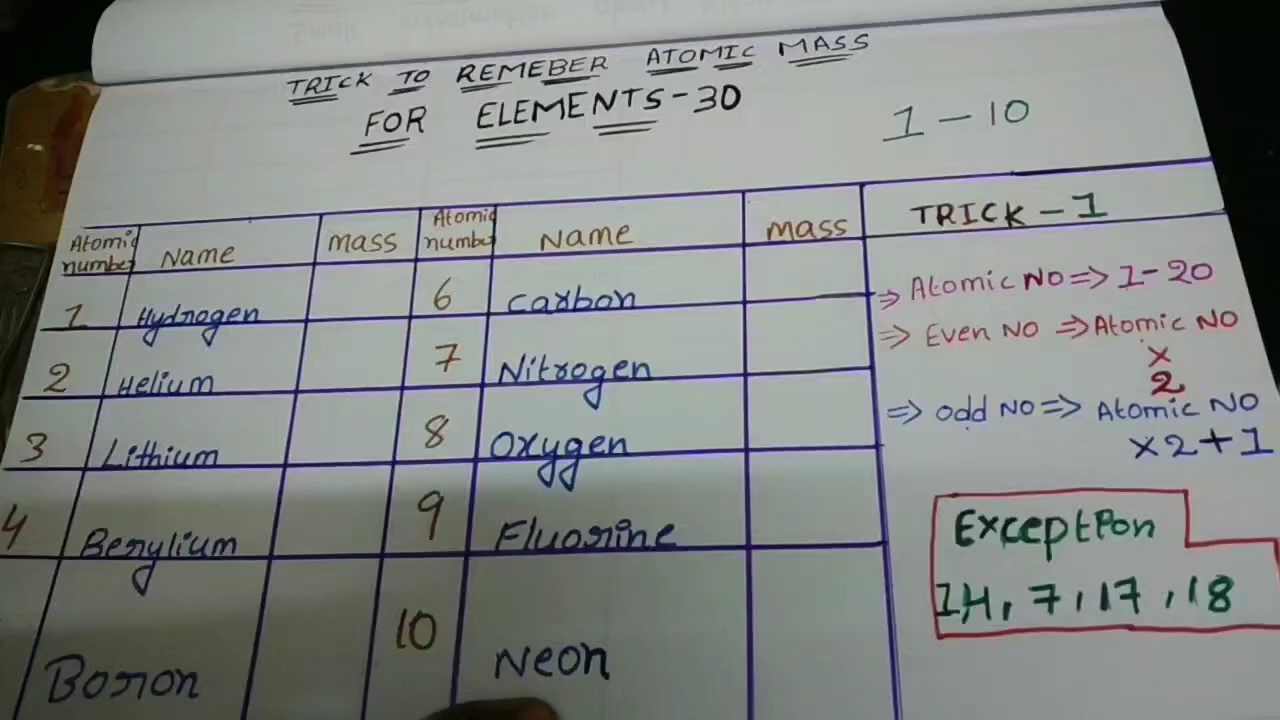 TRICK TO REMEBER ATOMIC MASS
FOR ELEMENTS-30
1-10
Atomic number Name mass Atomic number Name mass
1 Hydrogen 6 Carbon
2 Helium 7 Nitrogen
3 Lithium 8 Oxygen
4 Berylium 9 Fluorine
Boron 10 Neon
TRICK-1
⇒ Atomic NO ⇒ 1-20
⇒ Even NO ⇒ Atomic NO
×
2
⇒ odd NO ⇒ Atomic NO
×2+1
Exception
1H, 7, 17, 18